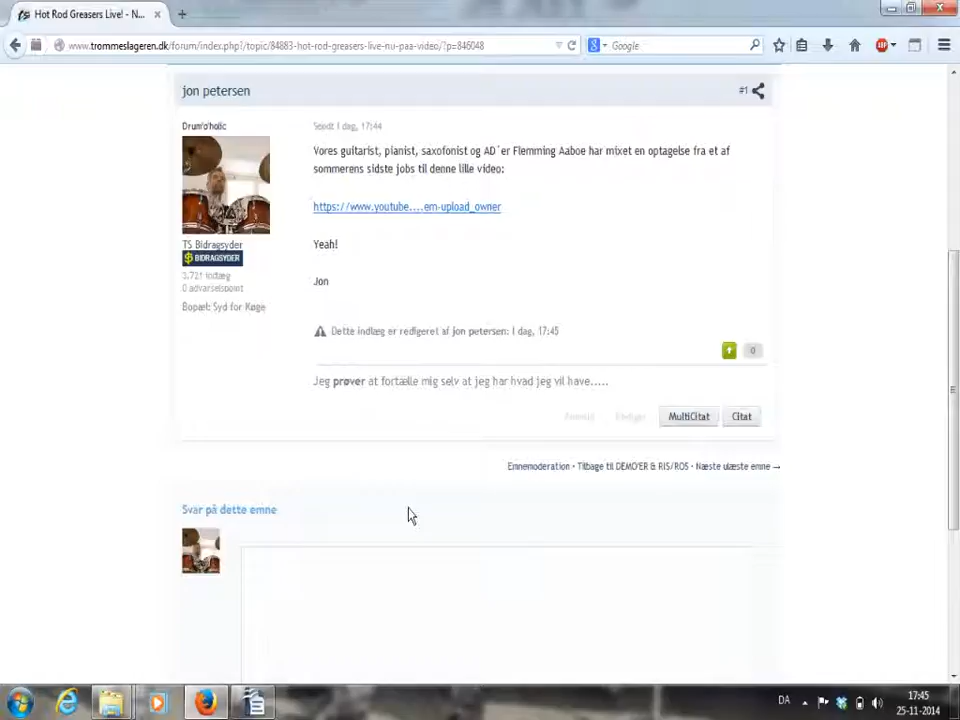 Hot Rod Greasers Live! - N...
www.trommeslageren.dk/forum/index.php?/topic/84883-hot-rod-greasers-live-nu-paa-video/?p=846048
Google
jon petersen
#1
Drum'o'holic
Sendt I dag, 17:44
Vores guitarist, pianist, saxofonist og AD´er Flemming Aaboe har mixet en optagelse fra et af
sommerens sidste jobs til denne lille video:
https://www.youtube....em-upload_owner
Yeah!
TS Bidragsyder
BIDRAGSYDER
3.721 indlæg
0 advarselspoint
Bopæl: Syd for Køge
Jon
Dette indlæg er redigeret af jon petersen: I dag, 17:45
0
Jeg prøver at fortælle mig selv at jeg har hvad jeg vil have.....
Rediger
MultiCitat
Citat
Emnemoderation · Tilbage til DEMO'ER & RIS/ROS · Næste ulæste emne →
Svar på dette emne
DA
17:45
25-11-2014